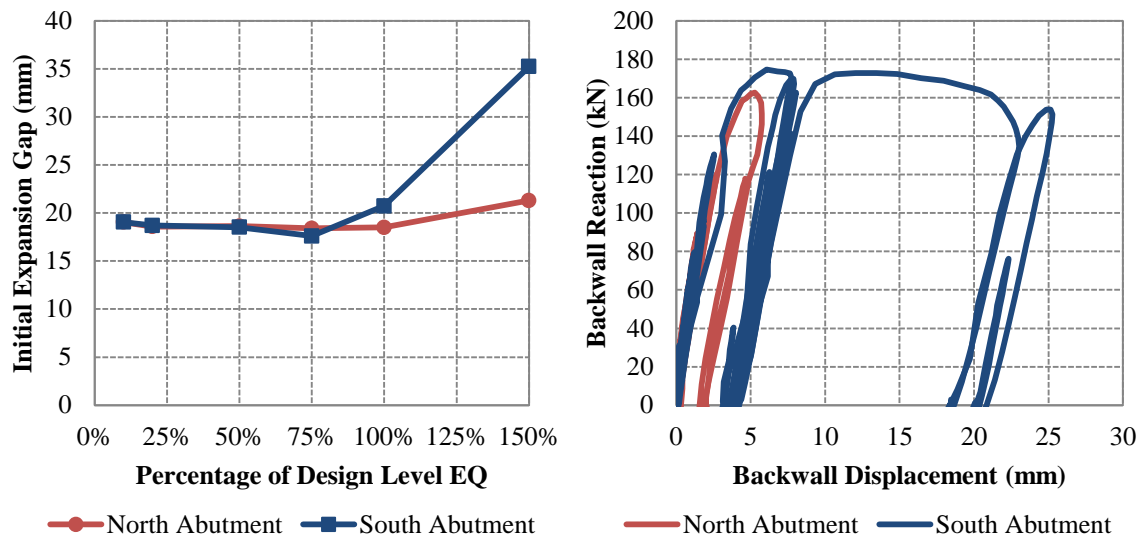 Initial Expansion Gap (mm)
40
35
30
25
20
15
10
5
0
0% 25% 50% 75% 100% 125% 150%
Percentage of Design Level EQ
North Abutment South Abutment
Backwall Reaction (kN)
200
180
160
140
120
100
80
60
40
20
0
0 5 10 15 20 25 30
Backwall Displacement (mm)
North Abutment South Abutment